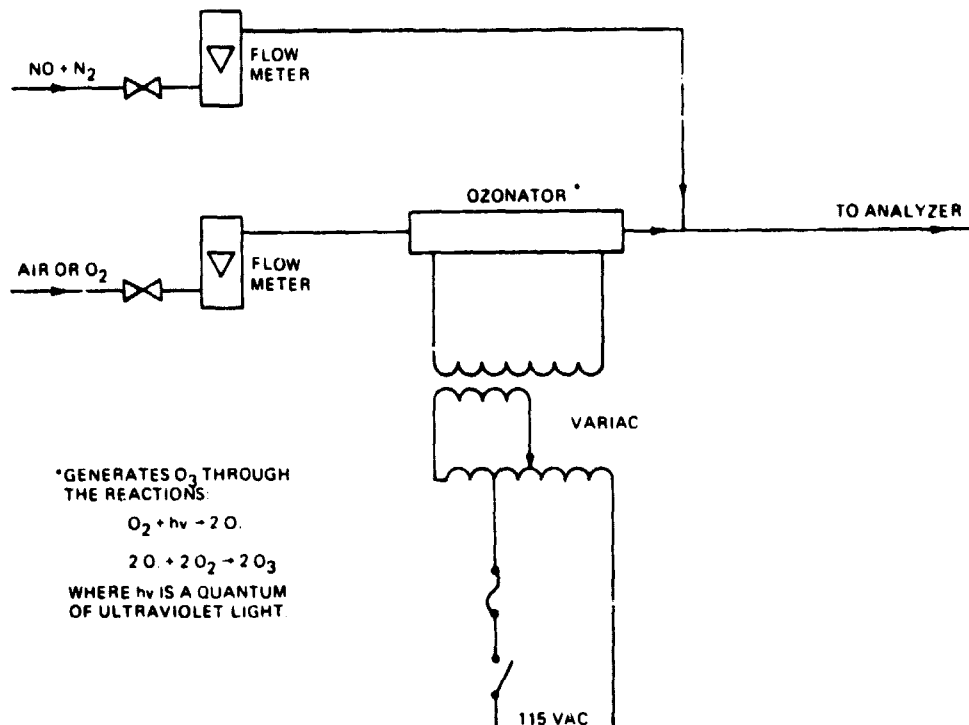 NO + N2
FLOW
METER
OZONATOR *
TO ANALYZER
AIR OR O2
FLOW
METER
VARIAC
*GENERATES O3 THROUGH
THE REACTIONS:
O2 + hv → 2 O.
2 O. + 2 O2 → 2 O3
WHERE hv IS A QUANTUM
OF ULTRAVIOLET LIGHT.
115 VAC